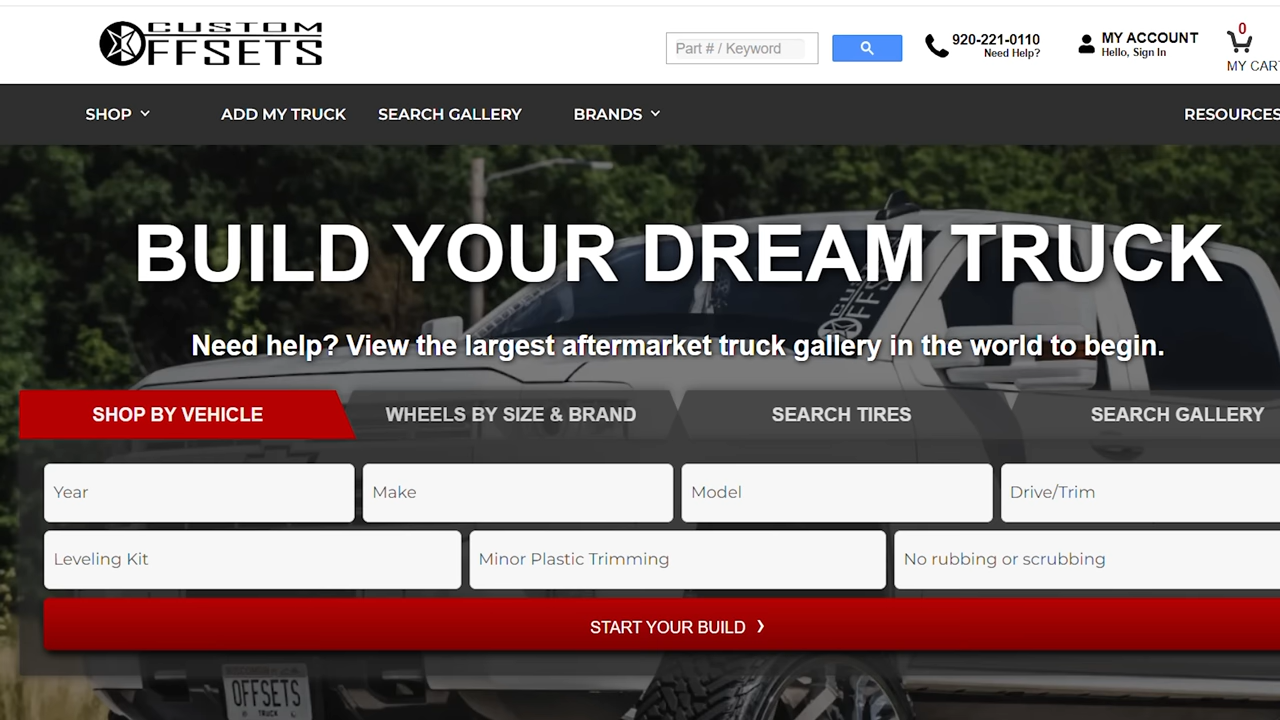 CUSTOM
OFFSETS
Part # / Keyword
920-221-0110
Need Help?
MY ACCOUNT
Hello, Sign In
0
MY CART
SHOP
ADD MY TRUCK
SEARCH GALLERY
BRANDS
RESOURCES
BUILD YOUR DREAM TRUCK
CUSTOM
OFFSETS
Need help? View the largest aftermarket truck gallery in the world to begin.
SHOP BY VEHICLE
WHEELS BY SIZE & BRAND
SEARCH TIRES
SEARCH GALLERY
Year
Make
Model
Drive/Trim
Leveling Kit
Minor Plastic Trimming
No rubbing or scrubbing
START YOUR BUILD
OFFSETS
TRUCK